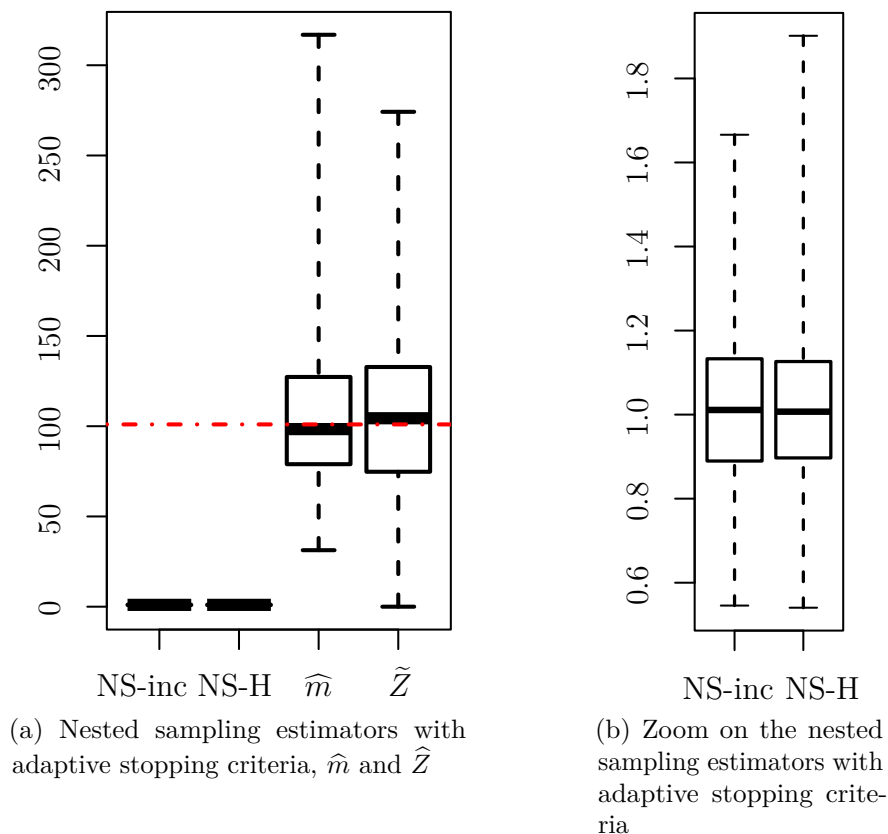 300
250
200
150
100
50
0
NS-inc NS-H m̂ Z̃
(a) Nested sampling estimators with
adaptive stopping criteria, m̂ and Ẑ
1.8
1.6
1.4
1.2
1.0
0.8
0.6
NS-inc NS-H
(b) Zoom on the nested
sampling estimators with
adaptive stopping crite-
ria